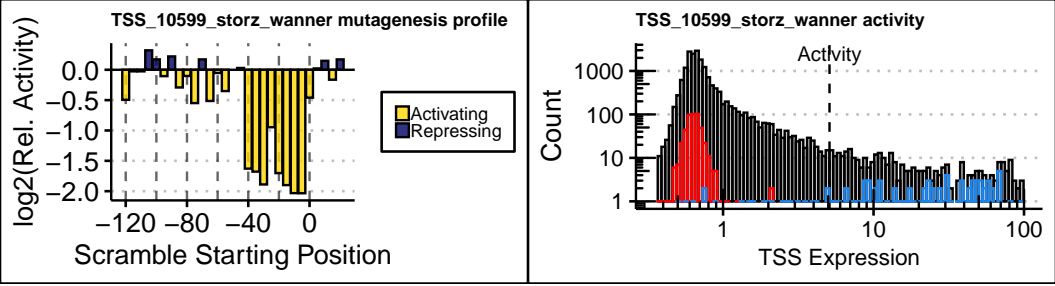 TSS_10599_storz_wanner mutagenesis profile
log2(Rel. Activity)
0.0
−0.5
−1.0
−1.5
−2.0
−120 −80 −40 0
Scramble Starting Position
Activating
Repressing
TSS_10599_storz_wanner activity
Activity
Count
1000
100
10
1
1 10 100
TSS Expression